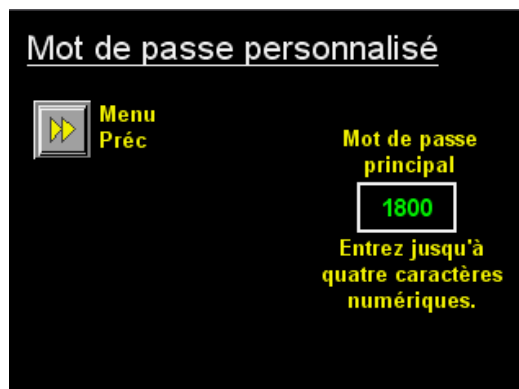 Mot de passe personnalisé
Menu
Préc
Mot de passe
principal
1800
Entrez jusqu'à
quatre caractères
numériques.